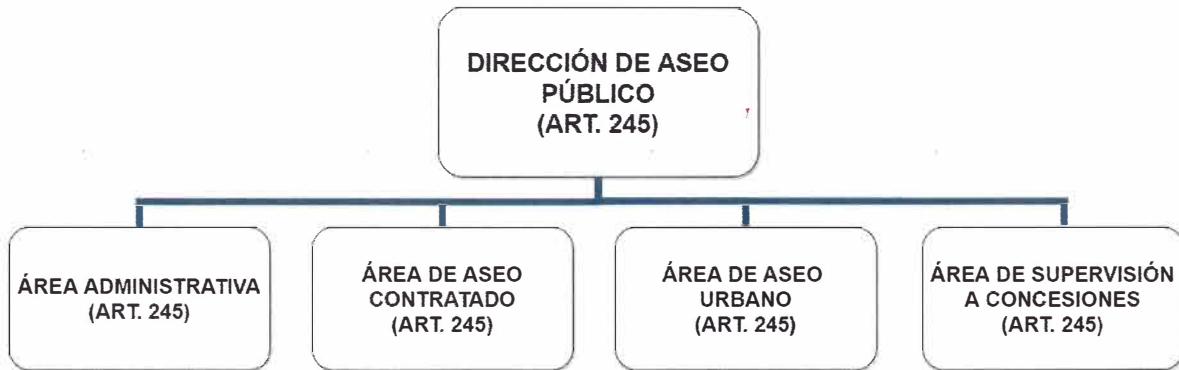 DIRECCIÓN DE ASEO
PÚBLICO
(ART. 245)
ÁREA ADMINISTRATIVA
(ART. 245)
ÁREA DE ASEO
CONTRATADO
(ART. 245)
ÁREA DE ASEO
URBANO
(ART. 245)
ÁREA DE SUPERVISIÓN
A CONCESIONES
(ART. 245)